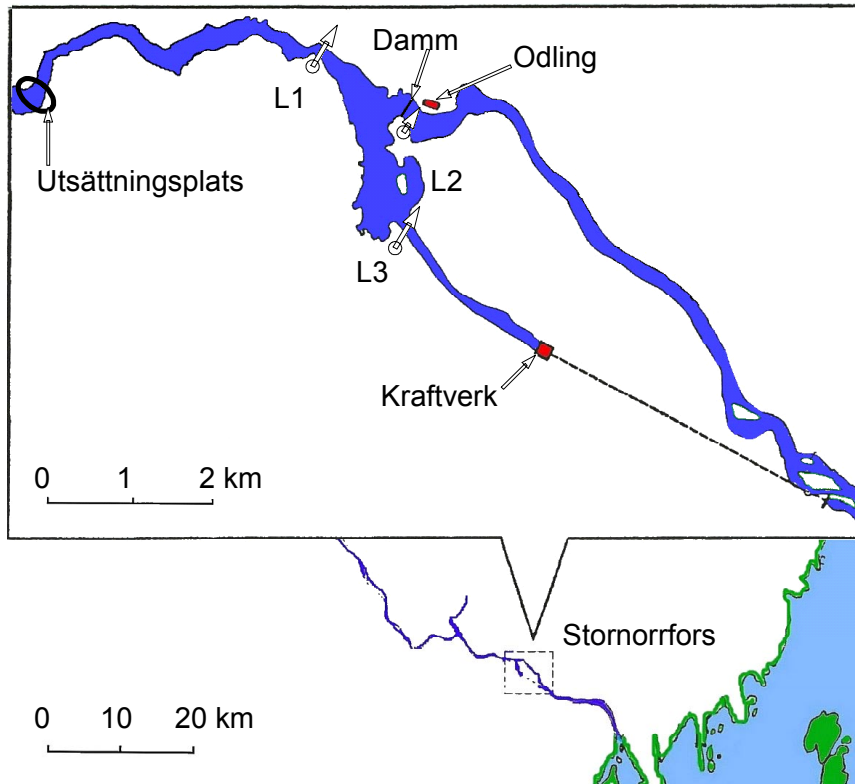 Damm
Odling
L1
Utsättningsplats
L2
L3
Kraftverk
0 1 2 km
Stornorrfors
0 10 20 km